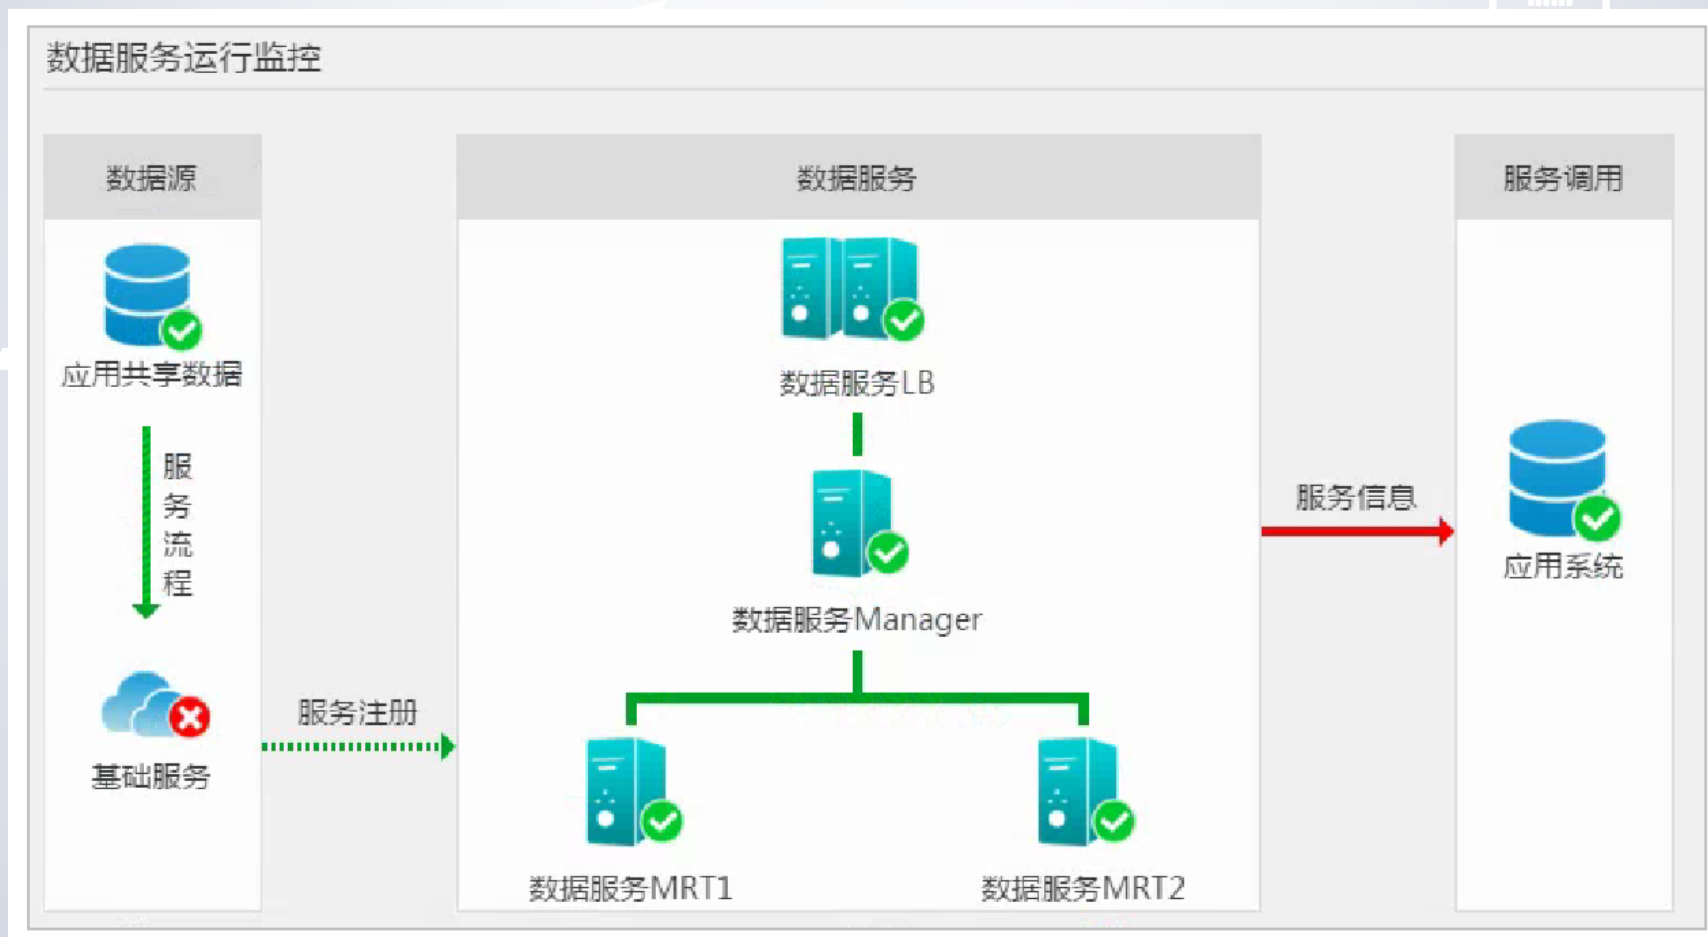 数据服务运行监控
数据源
数据服务
服务调用
应用共享数据
服务流程
基础服务
服务注册
数据服务LB
数据服务Manager
数据服务MRT1
数据服务MRT2
服务信息
应用系统